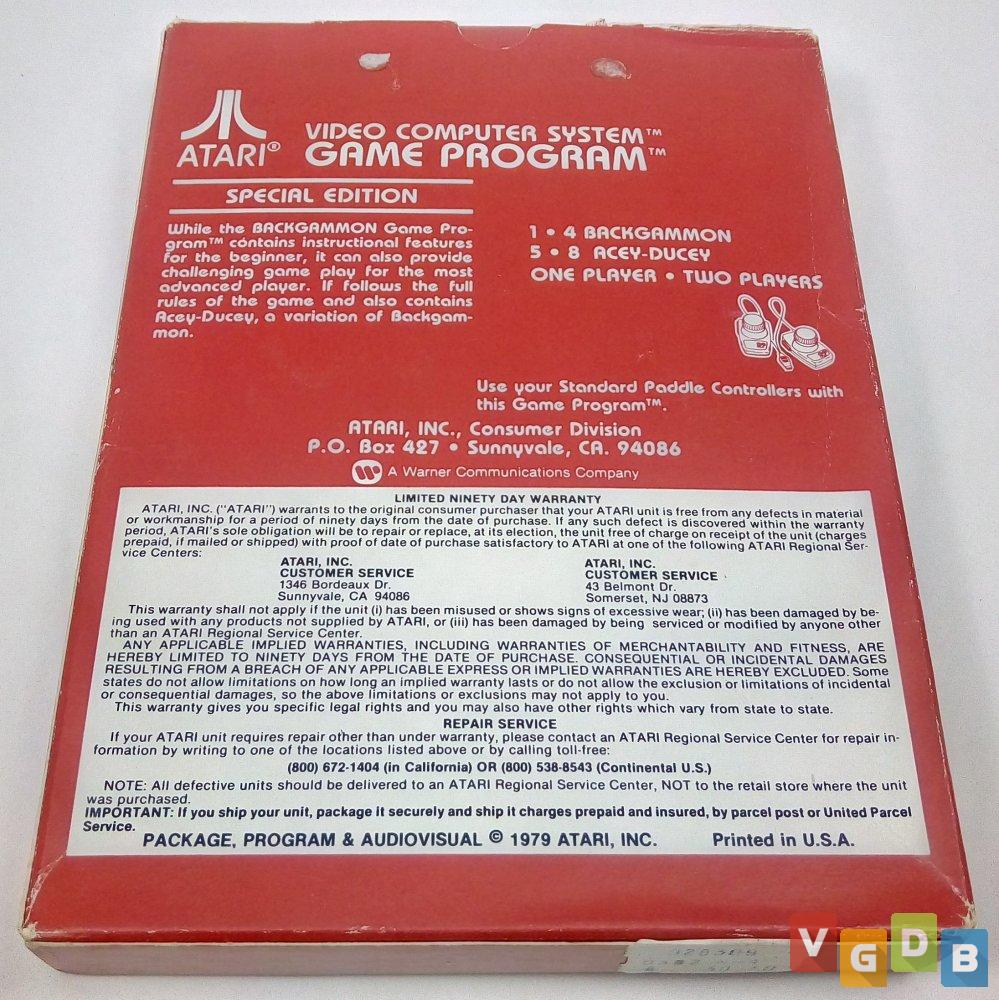 ATARI®
VIDEO COMPUTER SYSTEM™
GAME PROGRAM™
SPECIAL EDITION
While the BACKGAMMON Game Pro-
gram™ contains instructional features
for the beginner, it can also provide
challenging game play for the most
advanced player. If follows the full
rules of the game and also contains
Acey-Ducey, a variation of Backgam-
mon.
1 • 4 BACKGAMMON
5 • 8 ACEY-DUCEY
ONE PLAYER • TWO PLAYERS
Use your Standard Paddle Controllers with
this Game Program™.
ATARI, INC., Consumer Division
P.O. Box 427 • Sunnyvale, CA. 94086
A Warner Communications Company
LIMITED NINETY DAY WARRANTY
ATARI, INC. ("ATARI") warrants to the original consumer purchaser that your ATARI unit is free from any defects in material
or workmanship for a period of ninety days from the date of purchase. If any such defect is discovered within the warranty
period, ATARI's sole obligation will be to repair or replace, at its election, the unit free of charge on receipt of the unit (charges
prepaid, if mailed or shipped) with proof of date of purchase satisfactory to ATARI at one of the following ATARI Regional Ser-
vice Centers:
ATARI, INC.
CUSTOMER SERVICE
1346 Bordeaux Dr.
Sunnyvale, CA 94086
ATARI, INC.
CUSTOMER SERVICE
43 Belmont Dr.
Somerset, NJ 08873
This warranty shall not apply if the unit (i) has been misused or shows signs of excessive wear; (ii) has been damaged by be-
ing used with any products not supplied by ATARI, or (iii) has been damaged by being serviced or modified by anyone other
than an ATARI Regional Service Center.
ANY APPLICABLE IMPLIED WARRANTIES, INCLUDING WARRANTIES OF MERCHANTABILITY AND FITNESS, ARE
HEREBY LIMITED TO NINETY DAYS FROM THE DATE OF PURCHASE. CONSEQUENTIAL OR INCIDENTAL DAMAGES
RESULTING FROM A BREACH OF ANY APPLICABLE EXPRESS OR IMPLIED WARRANTIES ARE HEREBY EXCLUDED. Some
states do not allow limitations on how long an implied warranty lasts or do not allow the exclusion or limitations of incidental
or consequential damages, so the above limitations or exclusions may not apply to you.
This warranty gives you specific legal rights and you may also have other rights which vary from state to state.
REPAIR SERVICE
If your ATARI unit requires repair other than under warranty, please contact an ATARI Regional Service Center for repair in-
formation by writing to one of the locations listed above or by calling toll-free:
(800) 672-1404 (in California) OR (800) 538-8543 (Continental U.S.)
NOTE: All defective units should be delivered to an ATARI Regional Service Center, NOT to the retail store where the unit
was purchased.
IMPORTANT: If you ship your unit, package it securely and ship it charges prepaid and insured, by parcel post or United Parcel
Service.
PACKAGE, PROGRAM & AUDIOVISUAL © 1979 ATARI, INC. Printed in U.S.A.
VGDB